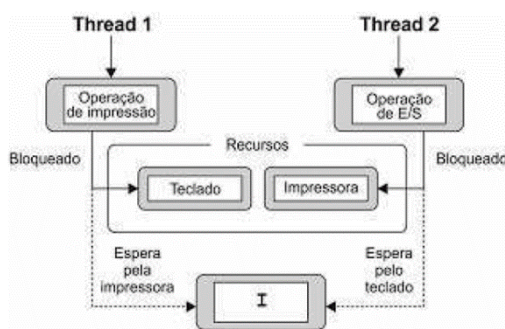 Thread 1
Thread 2
Operação
de impressão
Operação
de E/S
Bloqueado
Recursos
Bloqueado
Teclado
Impressora
Espera
pela
impressora
Espera
pelo
teclado
I